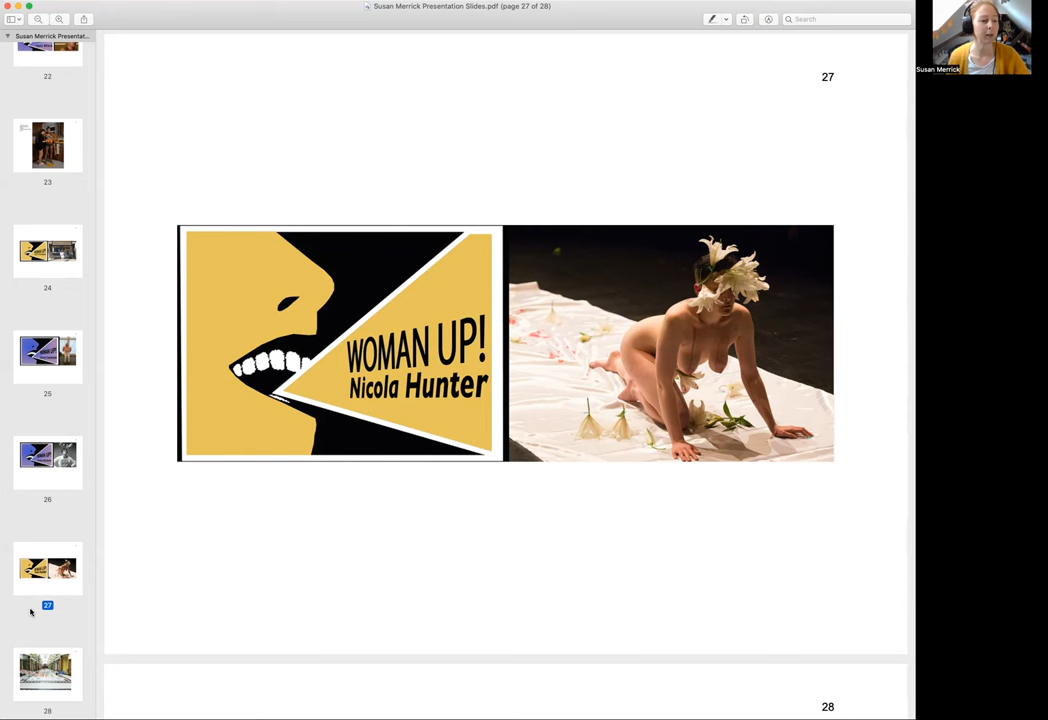 Susan Merrick Presentation Slides.pdf (page 27 of 28)
Search
Susan Merrick Presentat...
22
23
24
25
26
27
28
27
WOMAN UP!
Nicola Hunter
28
Susan Merrick